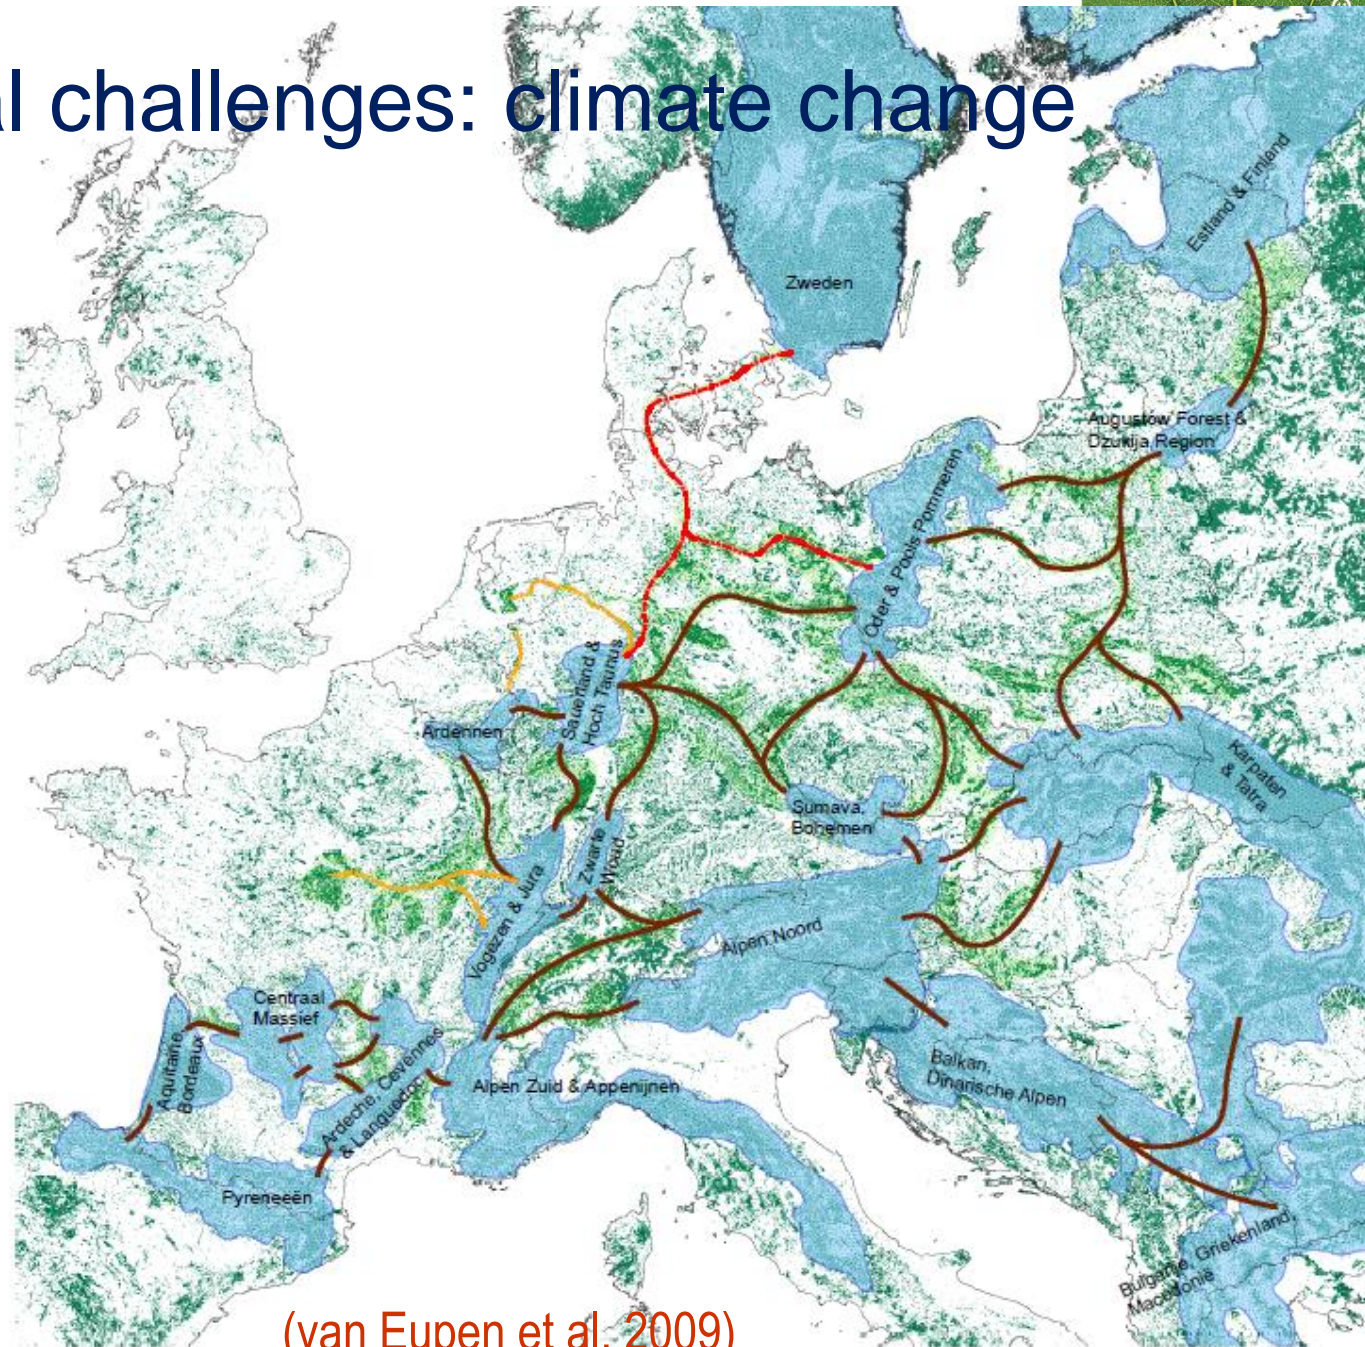 al challenges: climate change
Estland & Finland
Zweden
Augustów Forest &
Dzukija Region
Oder & Pools Pommeren
Sauerland &
Hoch Taunus
Ardennen
Karpaten
& Tatra
Sumava,
Bohemen
Zwarte
Woud
Vogezen & Jura
Alpen Noord
Centraal
Massief
Aquitaine
Bordeaux
Ardeche, Cevennes
& Languedoc
Alpen Zuid & Appenijnen
Balkan,
Dinarische Alpen
Pyreneeën
Bulgarije, Griekenland,
Macedonië
(van Eupen et al, 2009)